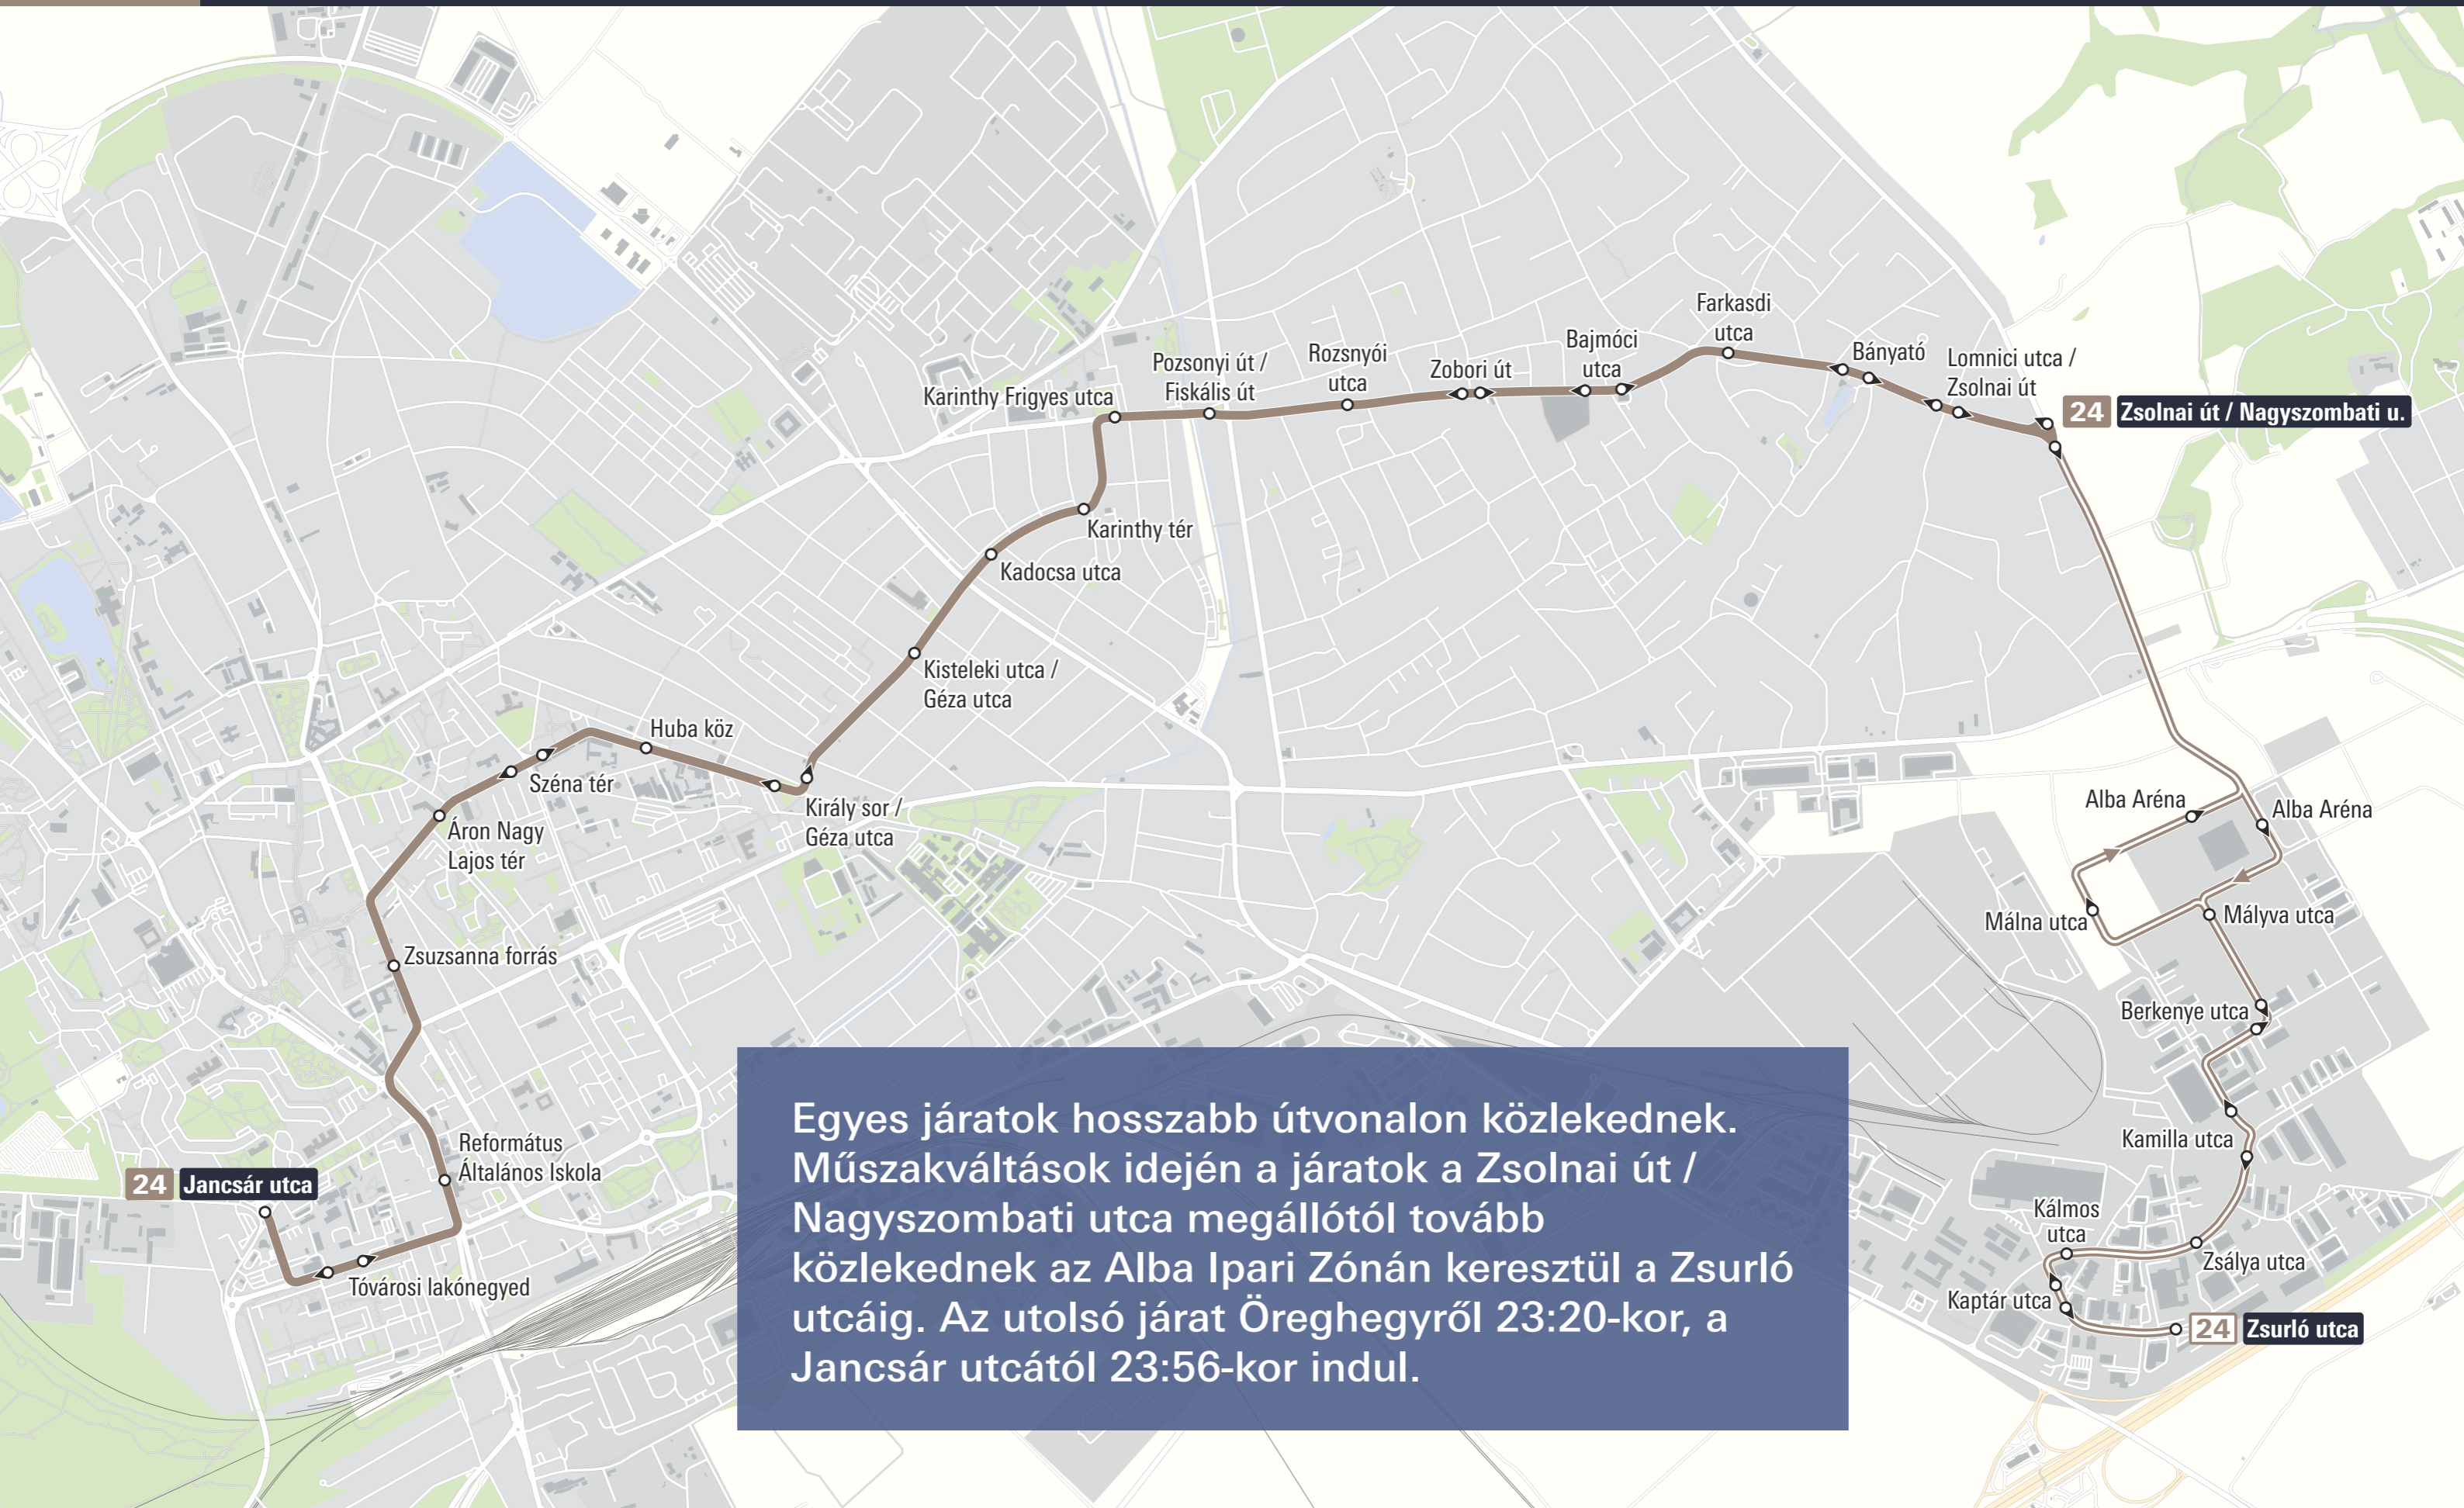 Farkasdi
utca
Bajmóci
utca
Bányató
Lomnici utca /
Zsolnai út
Pozsonyi út /
Fiskális út
Rozsnyói
utca
Zobori út
Karinthy Frigyes utca
24 Zsolnai út / Nagyszombati u.
Karinthy tér
Kadocsa utca
Kisteleki utca /
Géza utca
Huba köz
Széna tér
Király sor /
Géza utca
Áron Nagy
Lajos tér
Alba Aréna
Alba Aréna
Málna utca
Mályva utca
Zsuzsanna forrás
Berkenye utca
Református
Általános Iskola
Kamilla utca
24 Jancsár utca
Tóvárosi lakónegyed
Kálmos
utca
Zsálya utca
Kaptár utca
24 Zsurló utca
Egyes járatok hosszabb útvonalon közlekednek.
Műszakváltások idején a járatok a Zsolnai út /
Nagyszombati utca megállótól tovább
közlekednek az Alba Ipari Zónán keresztül a Zsurló
utcáig. Az utolsó járat Öreghegyről 23:20-kor, a
Jancsár utcától 23:56-kor indul.